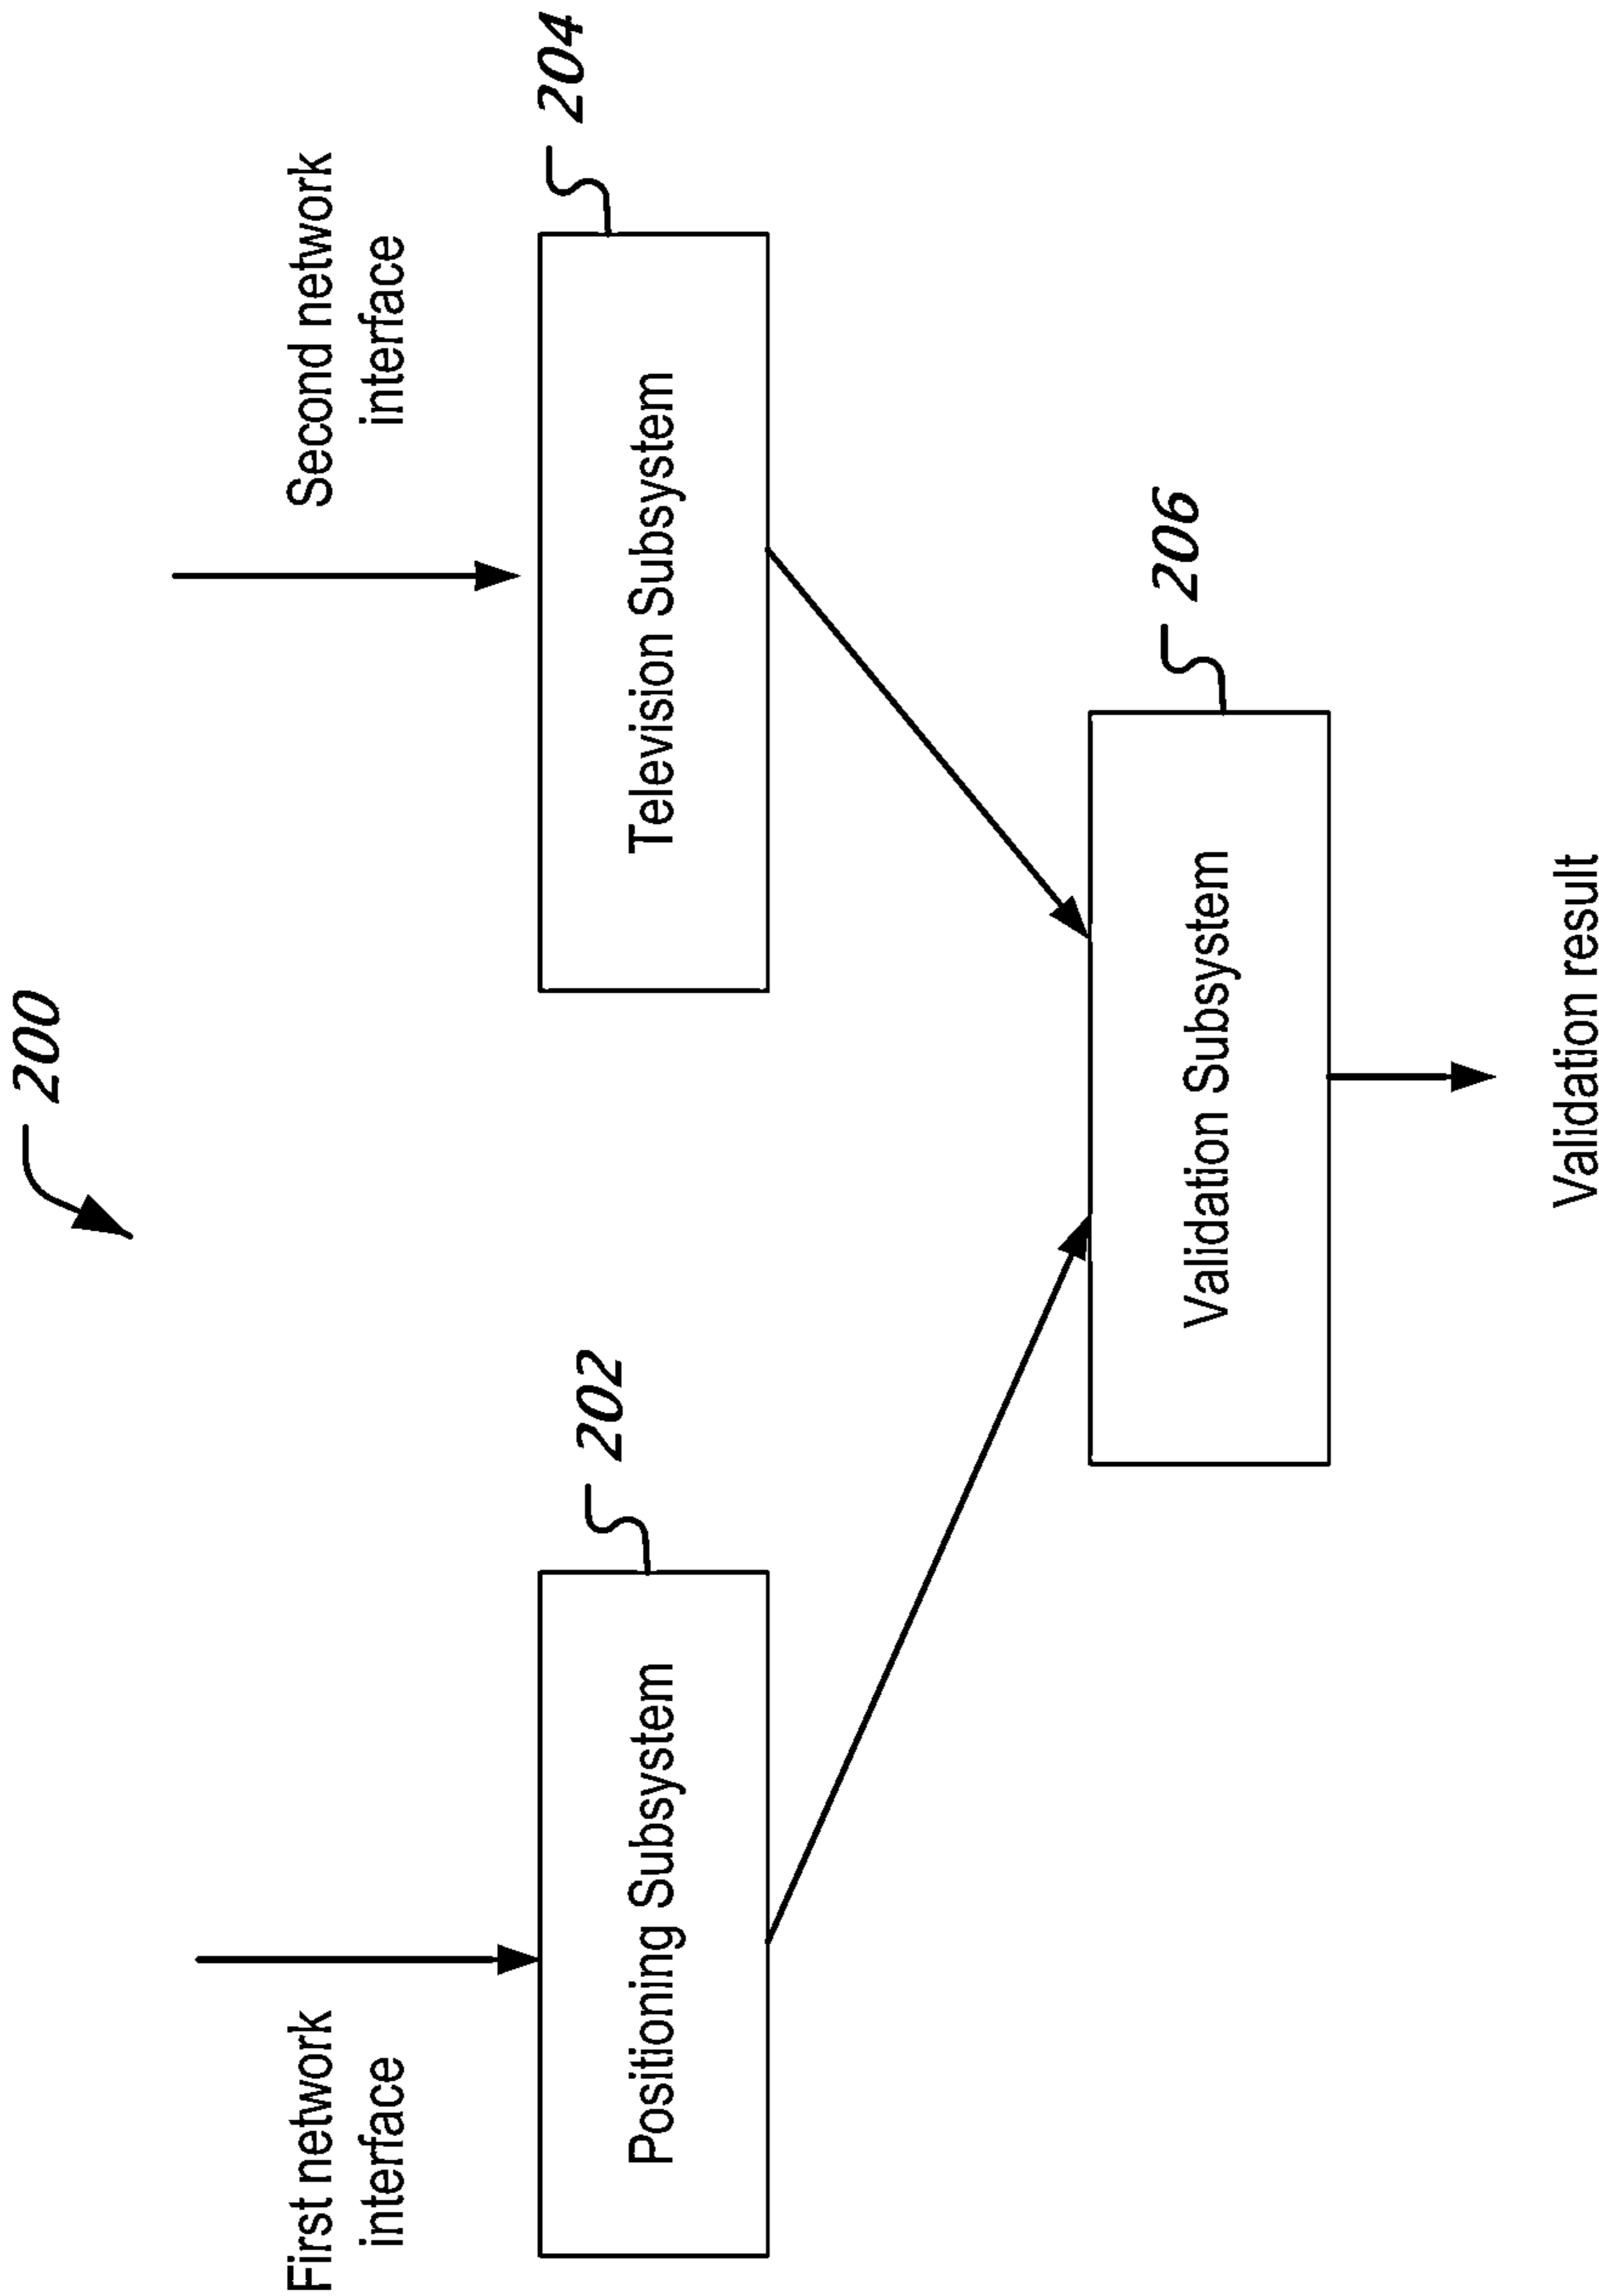 200
First network
interface
Second network
interface
202
204
Positioning Subsystem
Television Subsystem
206
Validation Subsystem
Validation result